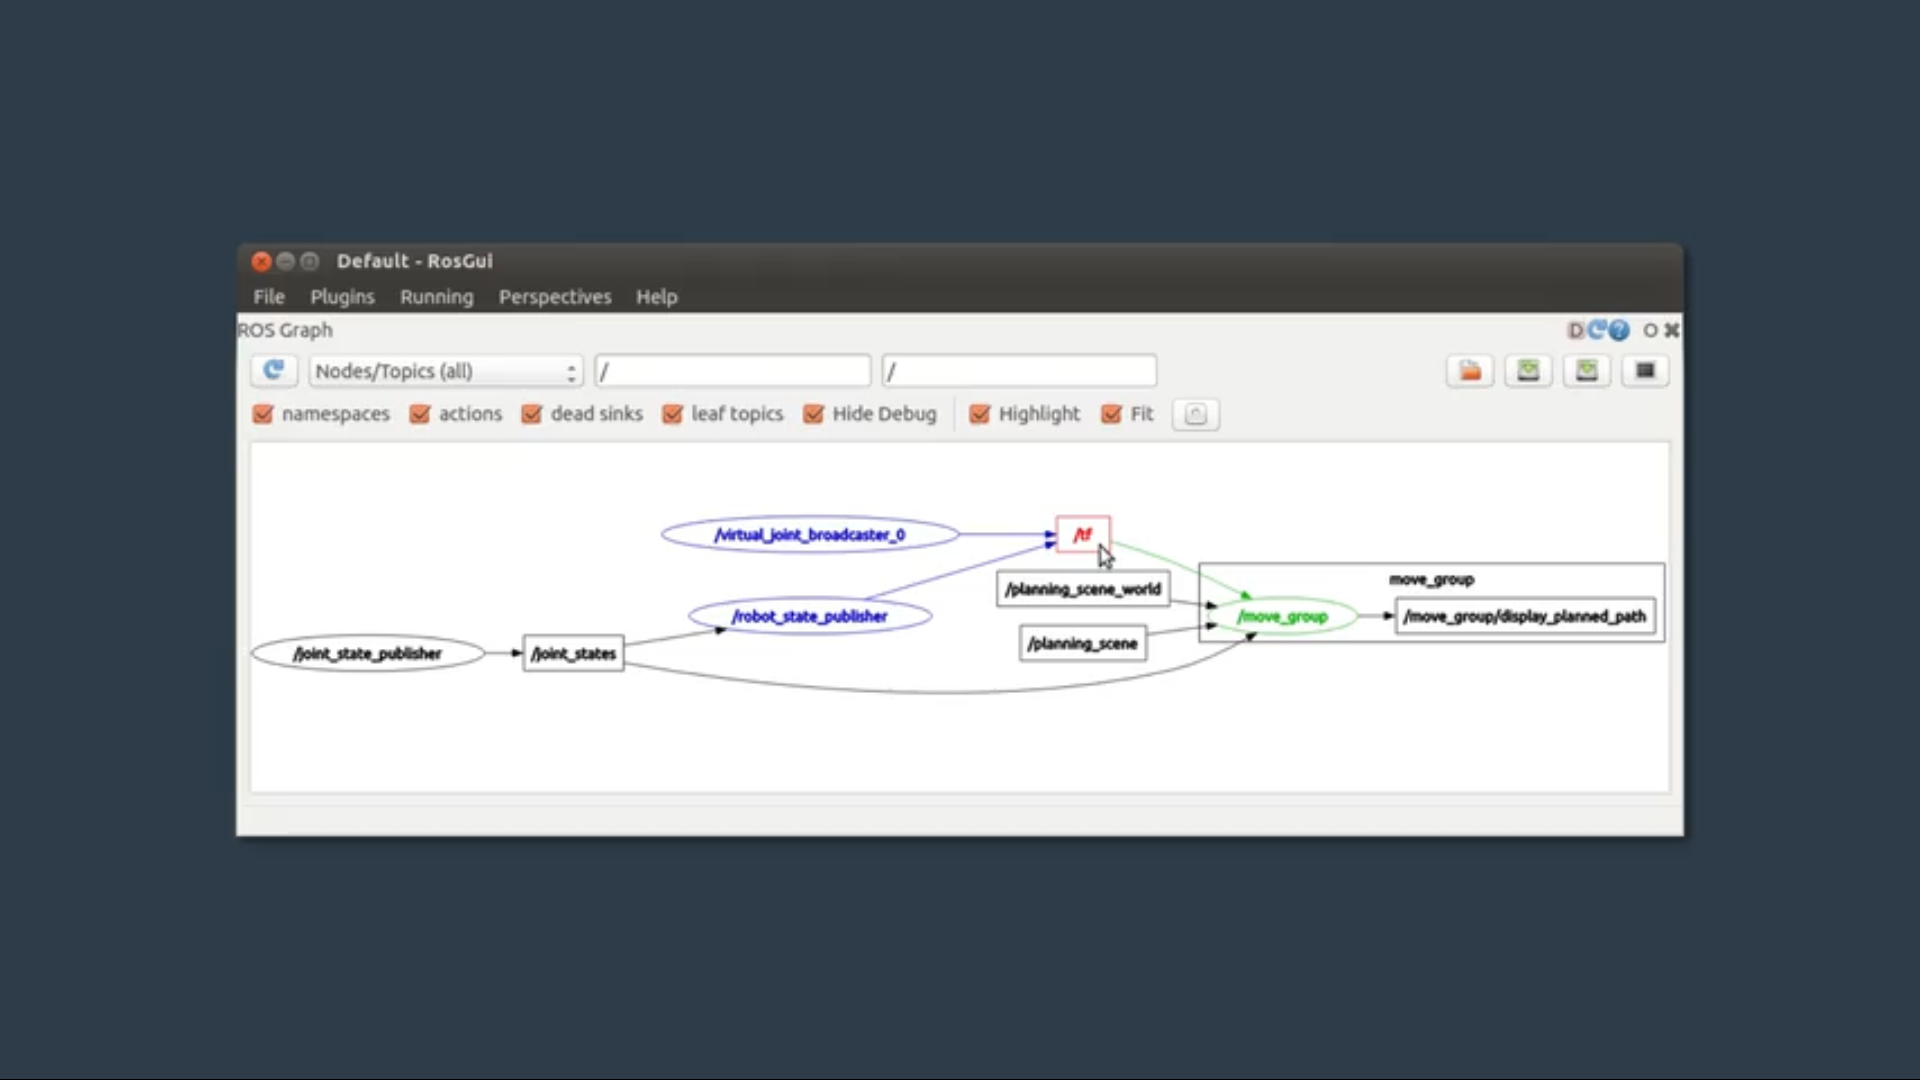 Default - RosGui
File Plugins Running Perspectives Help
ROS Graph D ? O
Nodes/Topics (all) / /
namespaces actions dead sinks leaf topics Hide Debug Highlight Fit
/virtual_joint_broadcaster_0 /tf
/planning_scene_world move_group
/robot_state_publisher /move_group /move_group/display_planned_path
/planning_scene
/joint_state_publisher /joint_states